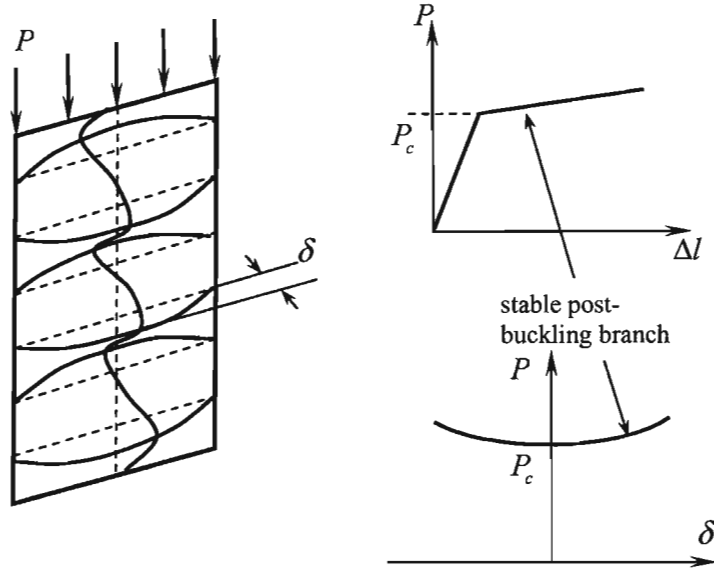 P
δ
P
P_c
Δl
stable post-
buckling branch
P
P_c
δ